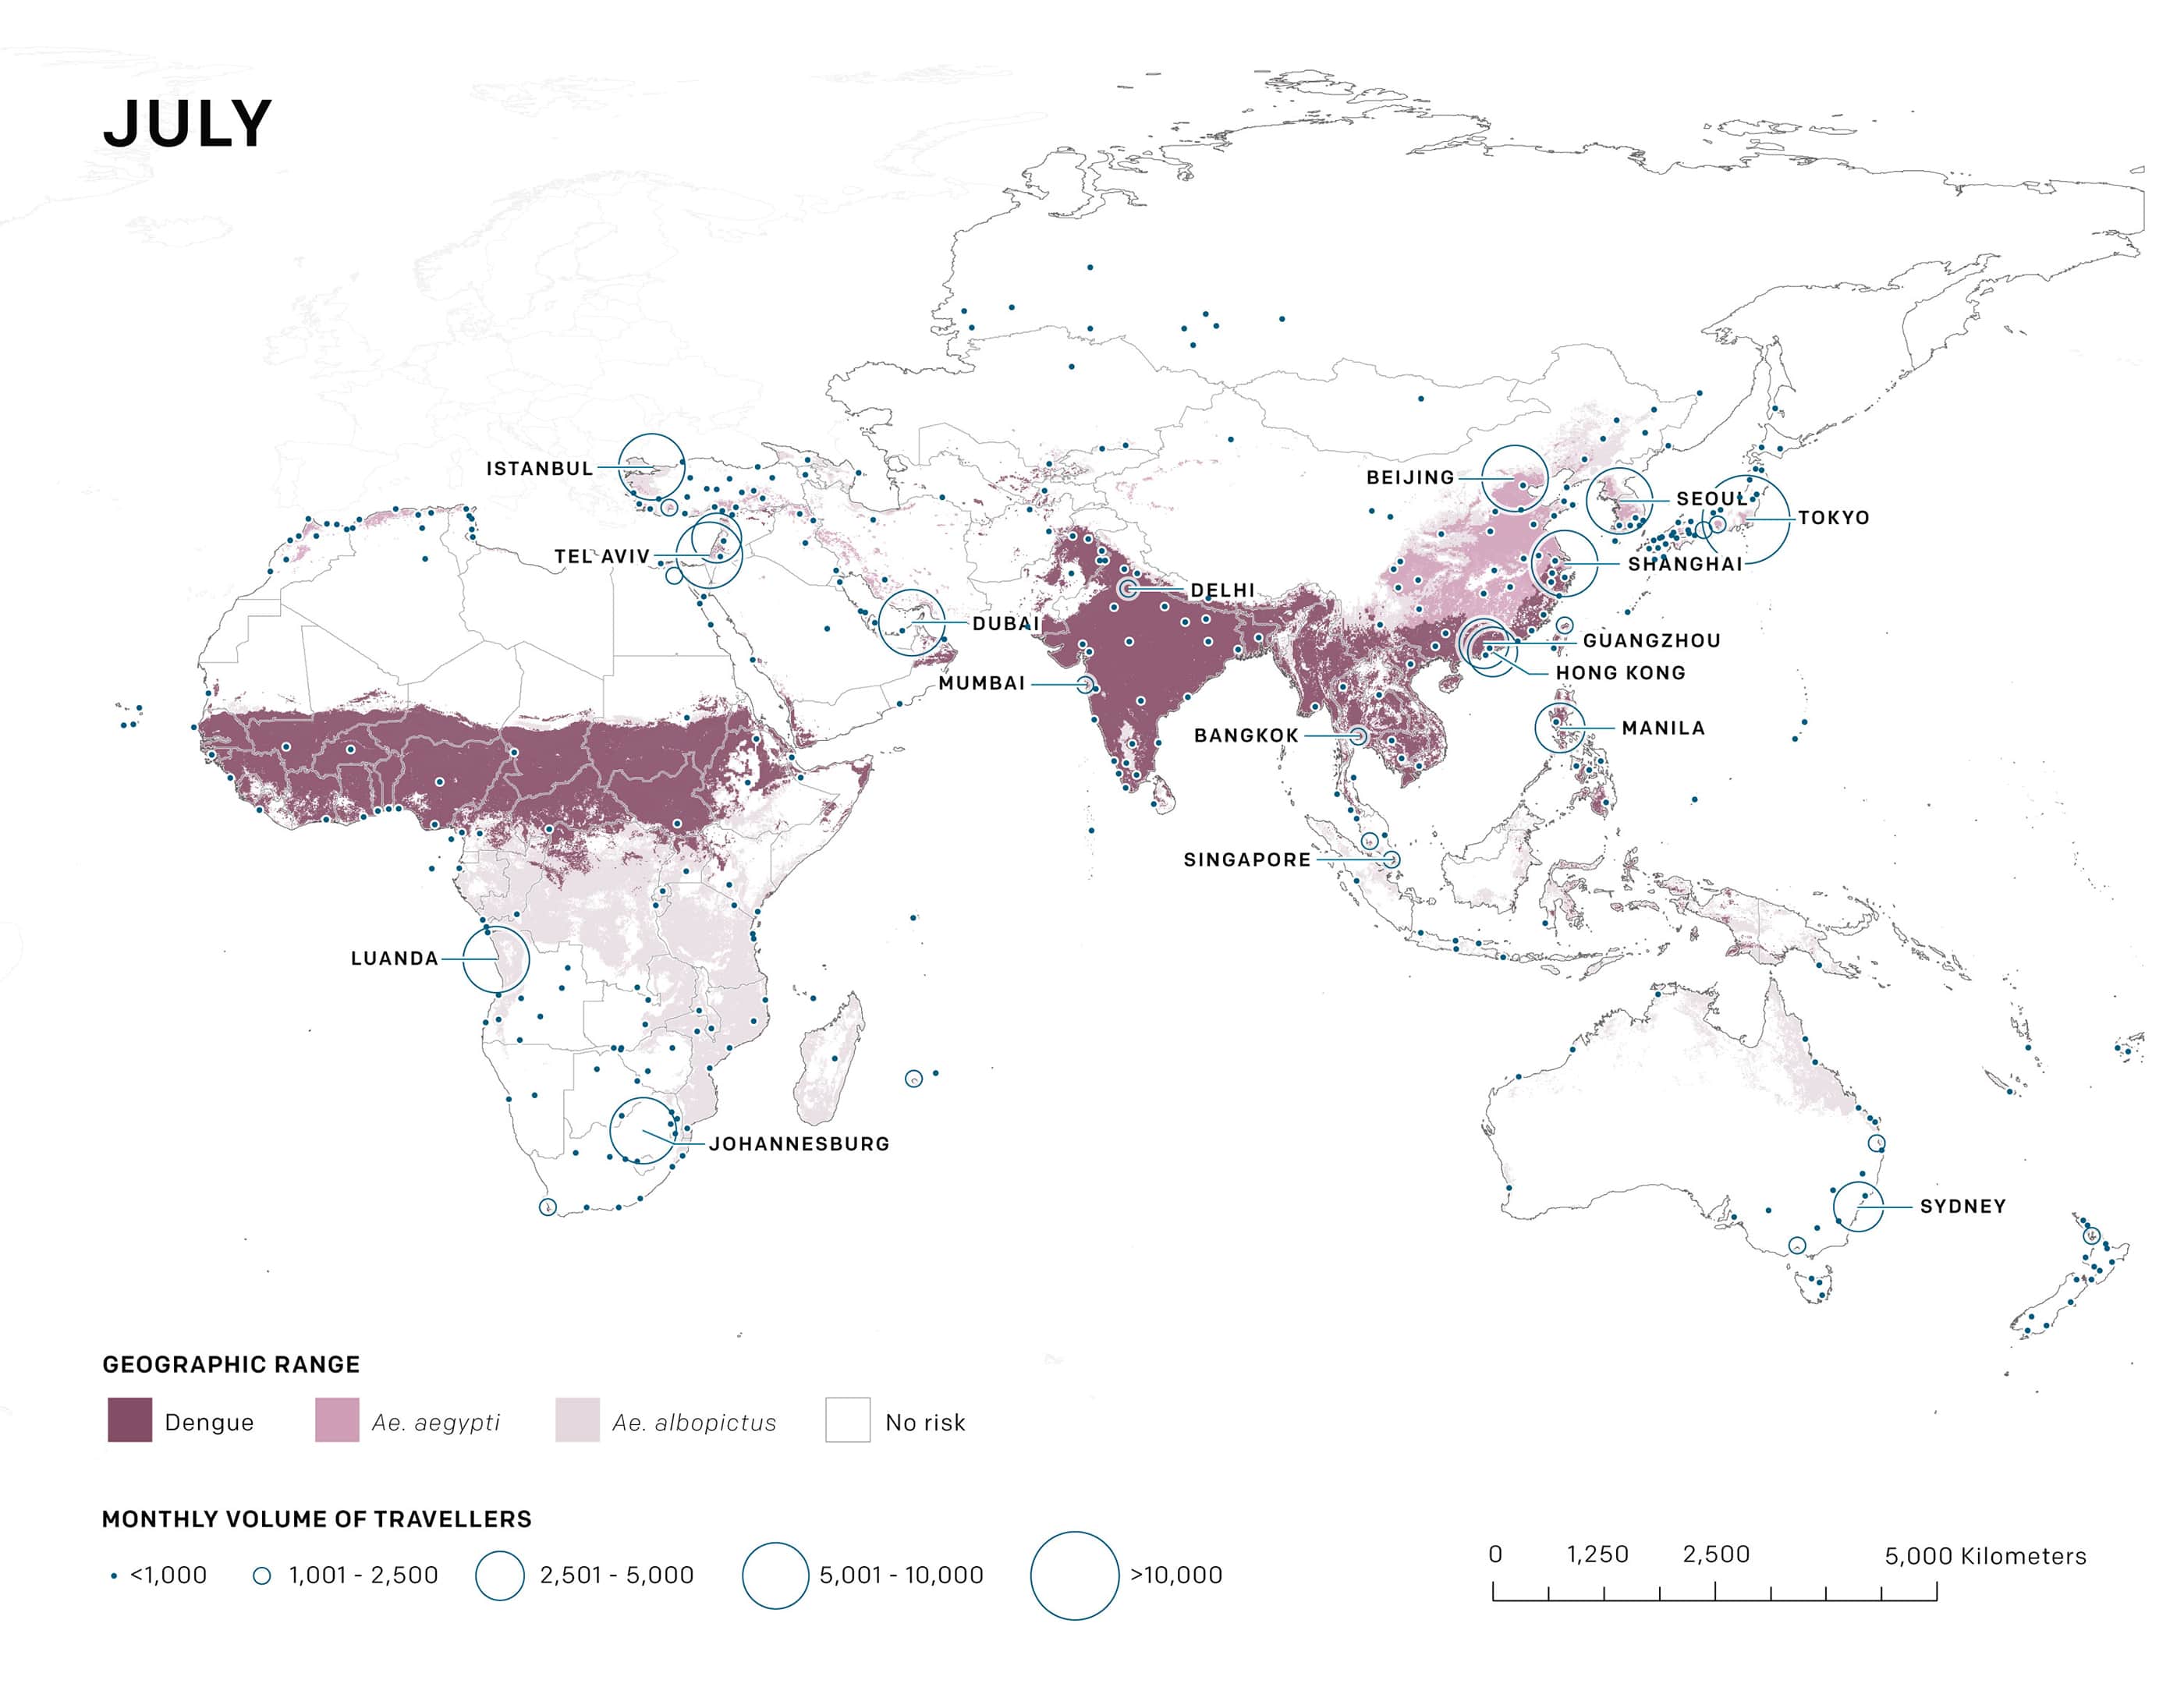 JULY
ISTANBUL
BEIJING
SEOUL
TOKYO
TEL AVIV
SHANGHAI
DELHI
DUBAI
GUANGZHOU
HONG KONG
MUMBAI
MANILA
BANGKOK
SINGAPORE
LUANDA
JOHANNESBURG
SYDNEY
GEOGRAPHIC RANGE
Dengue Ae. aegypti Ae. albopictus No risk
MONTHLY VOLUME OF TRAVELLERS
<1,000 1,001 - 2,500 2,501 - 5,000 5,001 - 10,000 >10,000
0 1,250 2,500 5,000 Kilometers